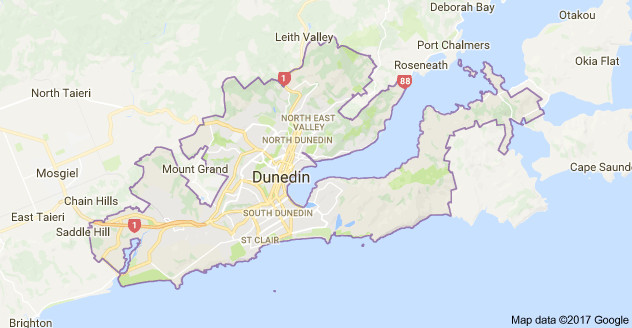 Deborah Bay
Otakou
Leith Valley
Port Chalmers
Okia Flat
Roseneath
1
88
North Taieri
NORTH EAST
VALLEY
NORTH DUNEDIN
Mosgiel
Mount Grand
Cape Saunde
Dunedin
Chain Hills
East Taieri
SOUTH DUNEDIN
1
Saddle Hill
ST CLAIR
Brighton
Map data ©2017 Google